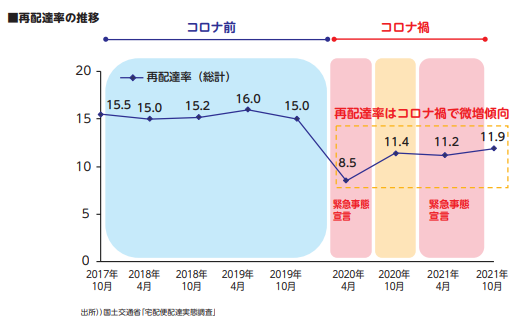 ■再配達率の推移
コロナ前
コロナ禍
20
15
10
5
0
再配達率（総計）
15.5
15.0
15.2
16.0
15.0
8.5
11.4
11.2
11.9
再配達率はコロナ禍で微増傾向
緊急事態
宣言
緊急事態
宣言
2017年
10月
2018年
4月
2018年
10月
2019年
4月
2019年
10月
2020年
4月
2020年
10月
2021年
4月
2021年
10月
出所））国土交通省「宅配便配達実態調査」